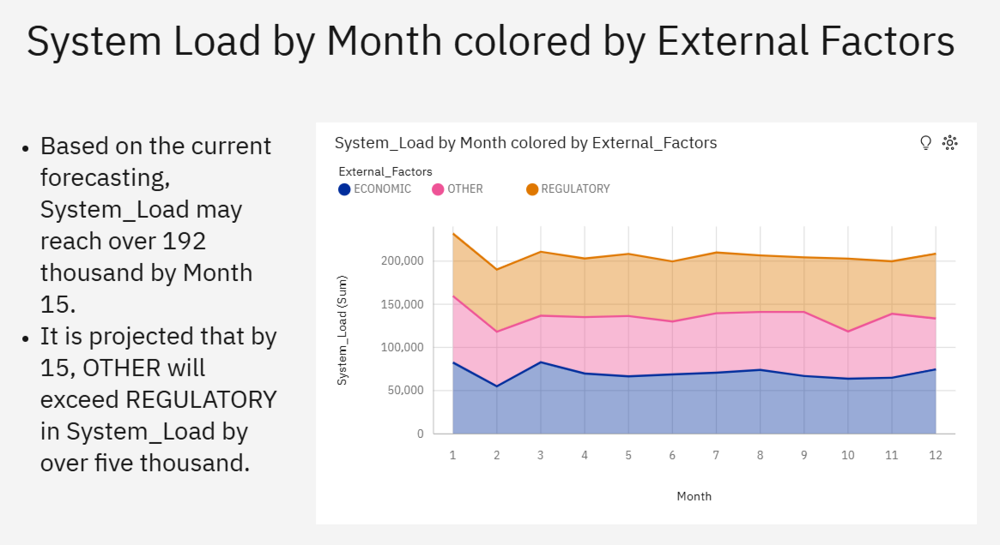 System Load by Month colored by External Factors
• Based on the current
forecasting,
System_Load may
reach over 192
thousand by Month
15.
• It is projected that by
15, OTHER will
exceed REGULATORY
in System_Load by
over five thousand.
System_Load by Month colored by External_Factors
External_Factors
ECONOMIC OTHER REGULATORY
System_Load (Sum)
200,000
150,000
100,000
50,000
0
1 2 3 4 5 6 7 8 9 10 11 12
Month